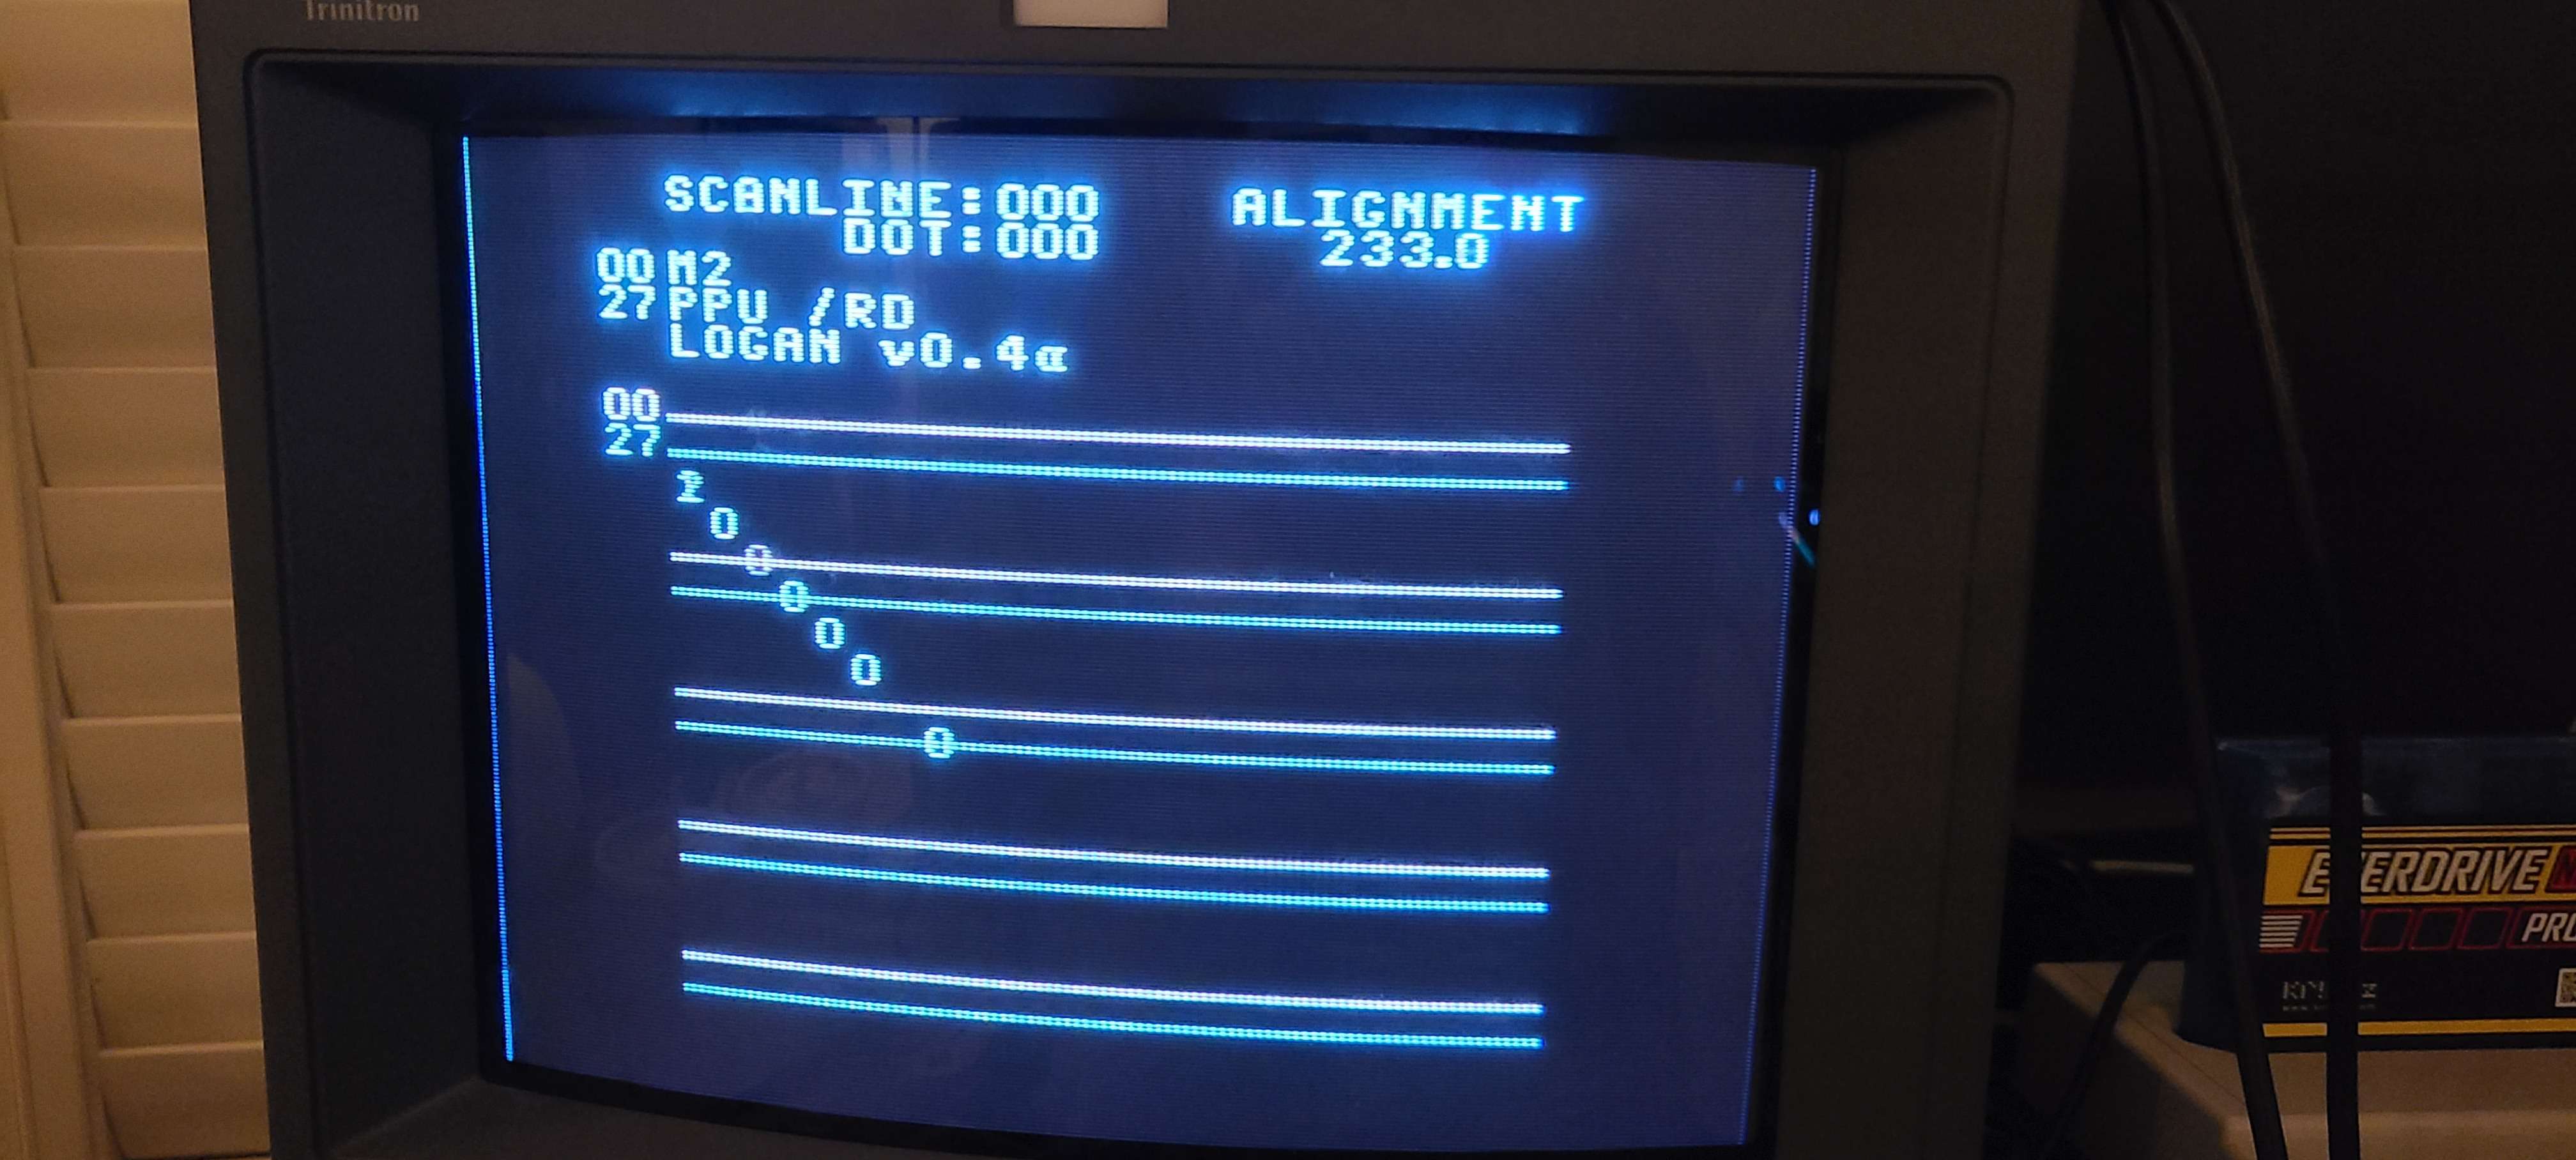 Trinitron
SCANLINE:000
DOT:000
ALIGNMENT
233.0
00 M2
27 PPU /RD
LOGAN v0.4α
00
27
0
0
0
0
0
0
EVERDRIVE
PRO